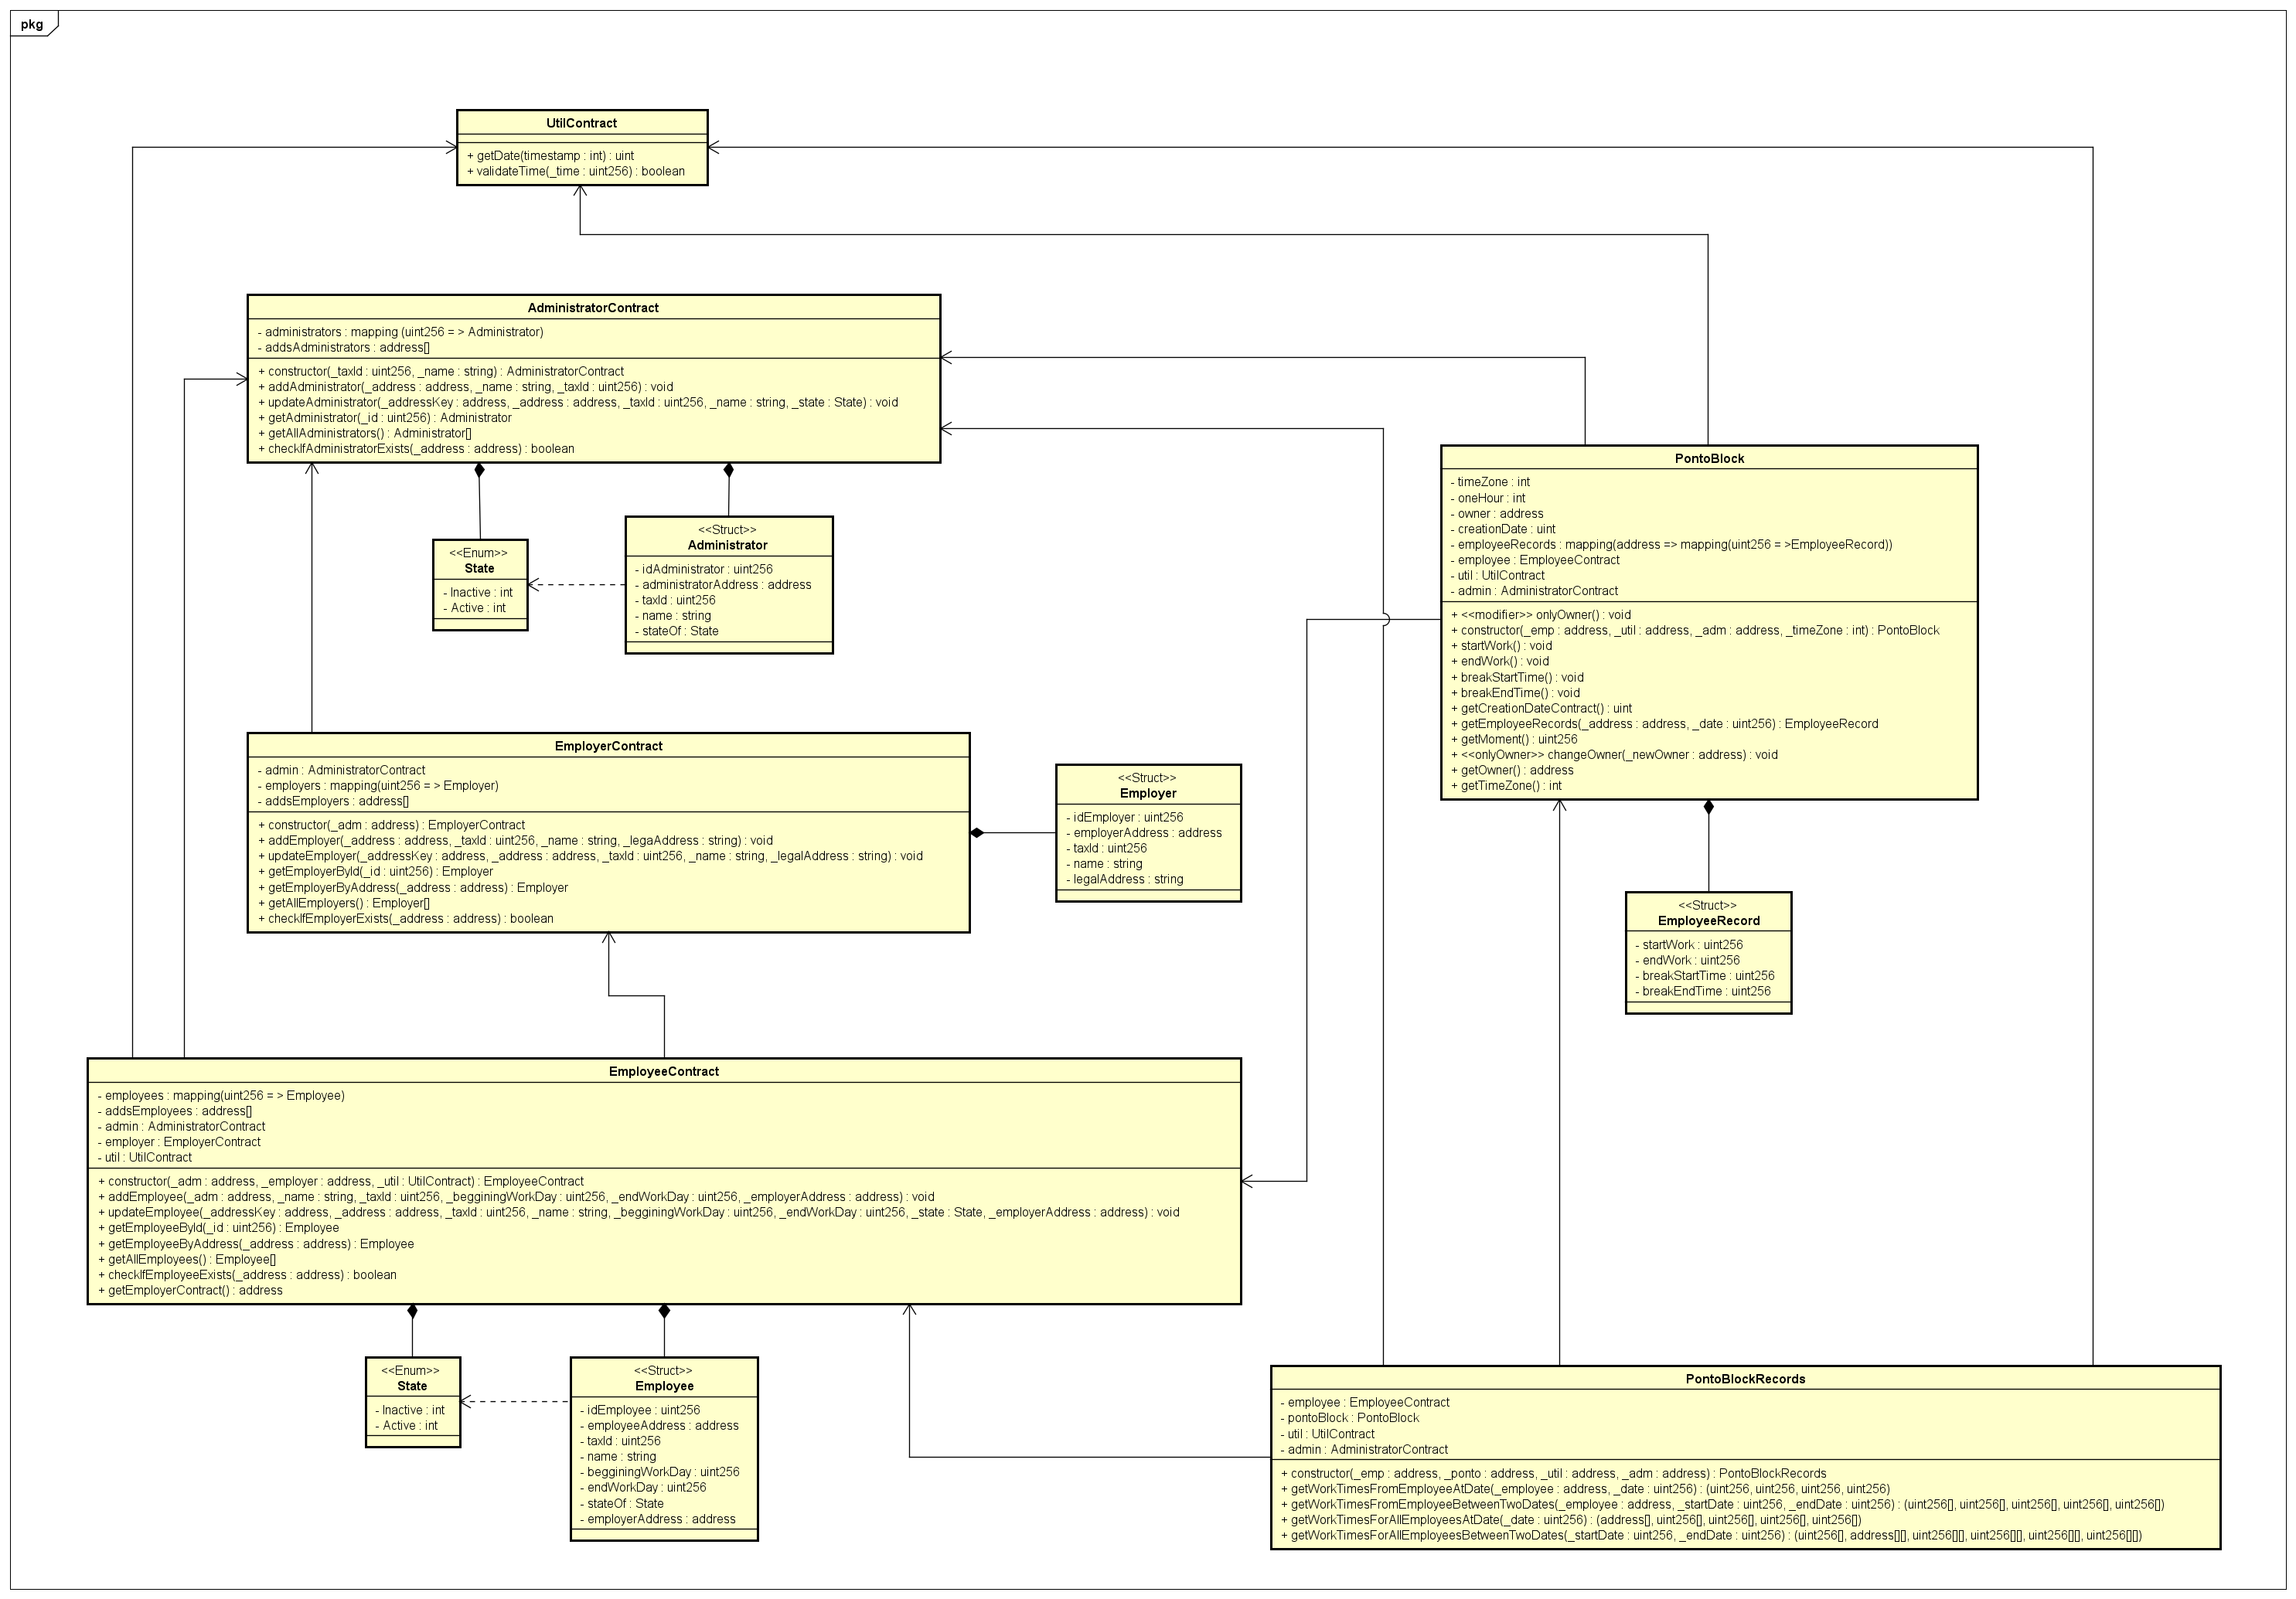 pkg
UtilContract
+ getDate(timestamp : int) : uint
+ validateTime(_time : uint256) : boolean
AdministratorContract
- administrators : mapping (uint256 = > Administrator)
- addsAdministrators : address[]
+ constructor(_taxId : uint256, _name : string) : AdministratorContract
+ addAdministrator(_address : address, _name : string, _taxId : uint256) : void
+ updateAdministrator(_addressKey : address, _address : address, _taxId : uint256, _name : string, _state : State) : void
+ getAdministrator(_id : uint256) : Administrator
+ getAllAdministrators() : Administrator[]
+ checkIfAdministratorExists(_address : address) : boolean
<<Enum>>
State
- Inactive : int
- Active : int
<<Struct>>
Administrator
- idAdministrator : uint256
- administratorAddress : address
- taxId : uint256
- name : string
- stateOf : State
PontoBlock
- timeZone : int
- oneHour : int
- owner : address
- creationDate : uint
- employeeRecords : mapping(address => mapping(uint256 = >EmployeeRecord))
- employee : EmployeeContract
- util : UtilContract
- admin : AdministratorContract
+ <<modifier>> onlyOwner() : void
+ constructor(_emp : address, _util : address, _adm : address, _timeZone : int) : PontoBlock
+ startWork() : void
+ endWork() : void
+ breakStartTime() : void
+ breakEndTime() : void
+ getCreationDateContract() : uint
+ getEmployeeRecords(_address : address, _date : uint256) : EmployeeRecord
+ getMoment() : uint256
+ <<onlyOwner>> changeOwner(_newOwner : address) : void
+ getOwner() : address
+ getTimeZone() : int
EmployerContract
- admin : AdministratorContract
- employers : mapping(uint256 = > Employer)
- addsEmployers : address[]
+ constructor(_adm : address) : EmployerContract
+ addEmployer(_address : address, _taxId : uint256, _name : string, _legaAddress : string) : void
+ updateEmployer(_addressKey : address, _address : address, _taxId : uint256, _name : string, _legalAddress : string) : void
+ getEmployerById(_id : uint256) : Employer
+ getEmployerByAddress(_address : address) : Employer
+ getAllEmployers() : Employer[]
+ checkIfEmployerExists(_address : address) : boolean
<<Struct>>
Employer
- idEmployer : uint256
- employerAddress : address
- taxId : uint256
- name : string
- legalAddress : string
<<Struct>>
EmployeeRecord
- startWork : uint256
- endWork : uint256
- breakStartTime : uint256
- breakEndTime : uint256
EmployeeContract
- employees : mapping(uint256 = > Employee)
- addsEmployees : address[]
- admin : AdministratorContract
- employer : EmployerContract
- util : UtilContract
+ constructor(_adm : address, _employer : address, _util : UtilContract) : EmployeeContract
+ addEmployee(_adm : address, _name : string, _taxId : uint256, _begginingWorkDay : uint256, _endWorkDay : uint256, _employerAddress : address) : void
+ updateEmployee(_addressKey : address, _address : address, _taxId : uint256, _name : string, _begginingWorkDay : uint256, _endWorkDay : uint256, _state : State, _employerAddress : address) : void
+ getEmployeeById(_id : uint256) : Employee
+ getEmployeeByAddress(_address : address) : Employee
+ getAllEmployees() : Employee[]
+ checkIfEmployeeExists(_address : address) : boolean
+ getEmployerContract() : address
<<Enum>>
State
- Inactive : int
- Active : int
<<Struct>>
Employee
- idEmployee : uint256
- employeeAddress : address
- taxId : uint256
- name : string
- begginingWorkDay : uint256
- endWorkDay : uint256
- stateOf : State
- employerAddress : address
PontoBlockRecords
- employee : EmployeeContract
- pontoBlock : PontoBlock
- util : UtilContract
- admin : AdministratorContract
+ constructor(_emp : address, _ponto : address, _util : address, _adm : address) : PontoBlockRecords
+ getWorkTimesFromEmployeeAtDate(_employee : address, _date : uint256) : (uint256, uint256, uint256, uint256)
+ getWorkTimesFromEmployeeBetweenTwoDates(_employee : address, _startDate : uint256, _endDate : uint256) : (uint256[], uint256[], uint256[], uint256[], uint256[])
+ getWorkTimesForAllEmployeesAtDate(_date : uint256) : (address[], uint256[], uint256[], uint256[], uint256[])
+ getWorkTimesForAllEmployeesBetweenTwoDates(_startDate : uint256, _endDate : uint256) : (uint256[], address[][], uint256[][], uint256[][], uint256[][], uint256[][])